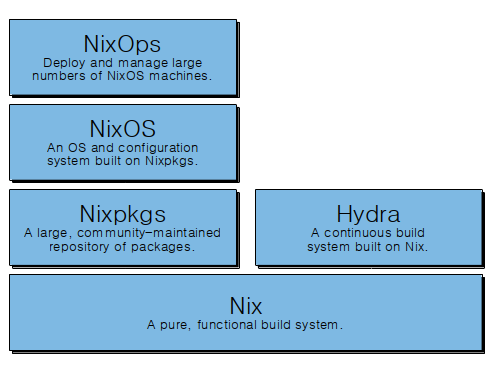 NixOps
Deploy and manage large
numbers of NixOS machines.
NixOS
An OS and configuration
system built on Nixpkgs.
Nixpkgs
A large, community-maintained
repository of packages.
Hydra
A continuous build
system built on Nix.
Nix
A pure, functional build system.